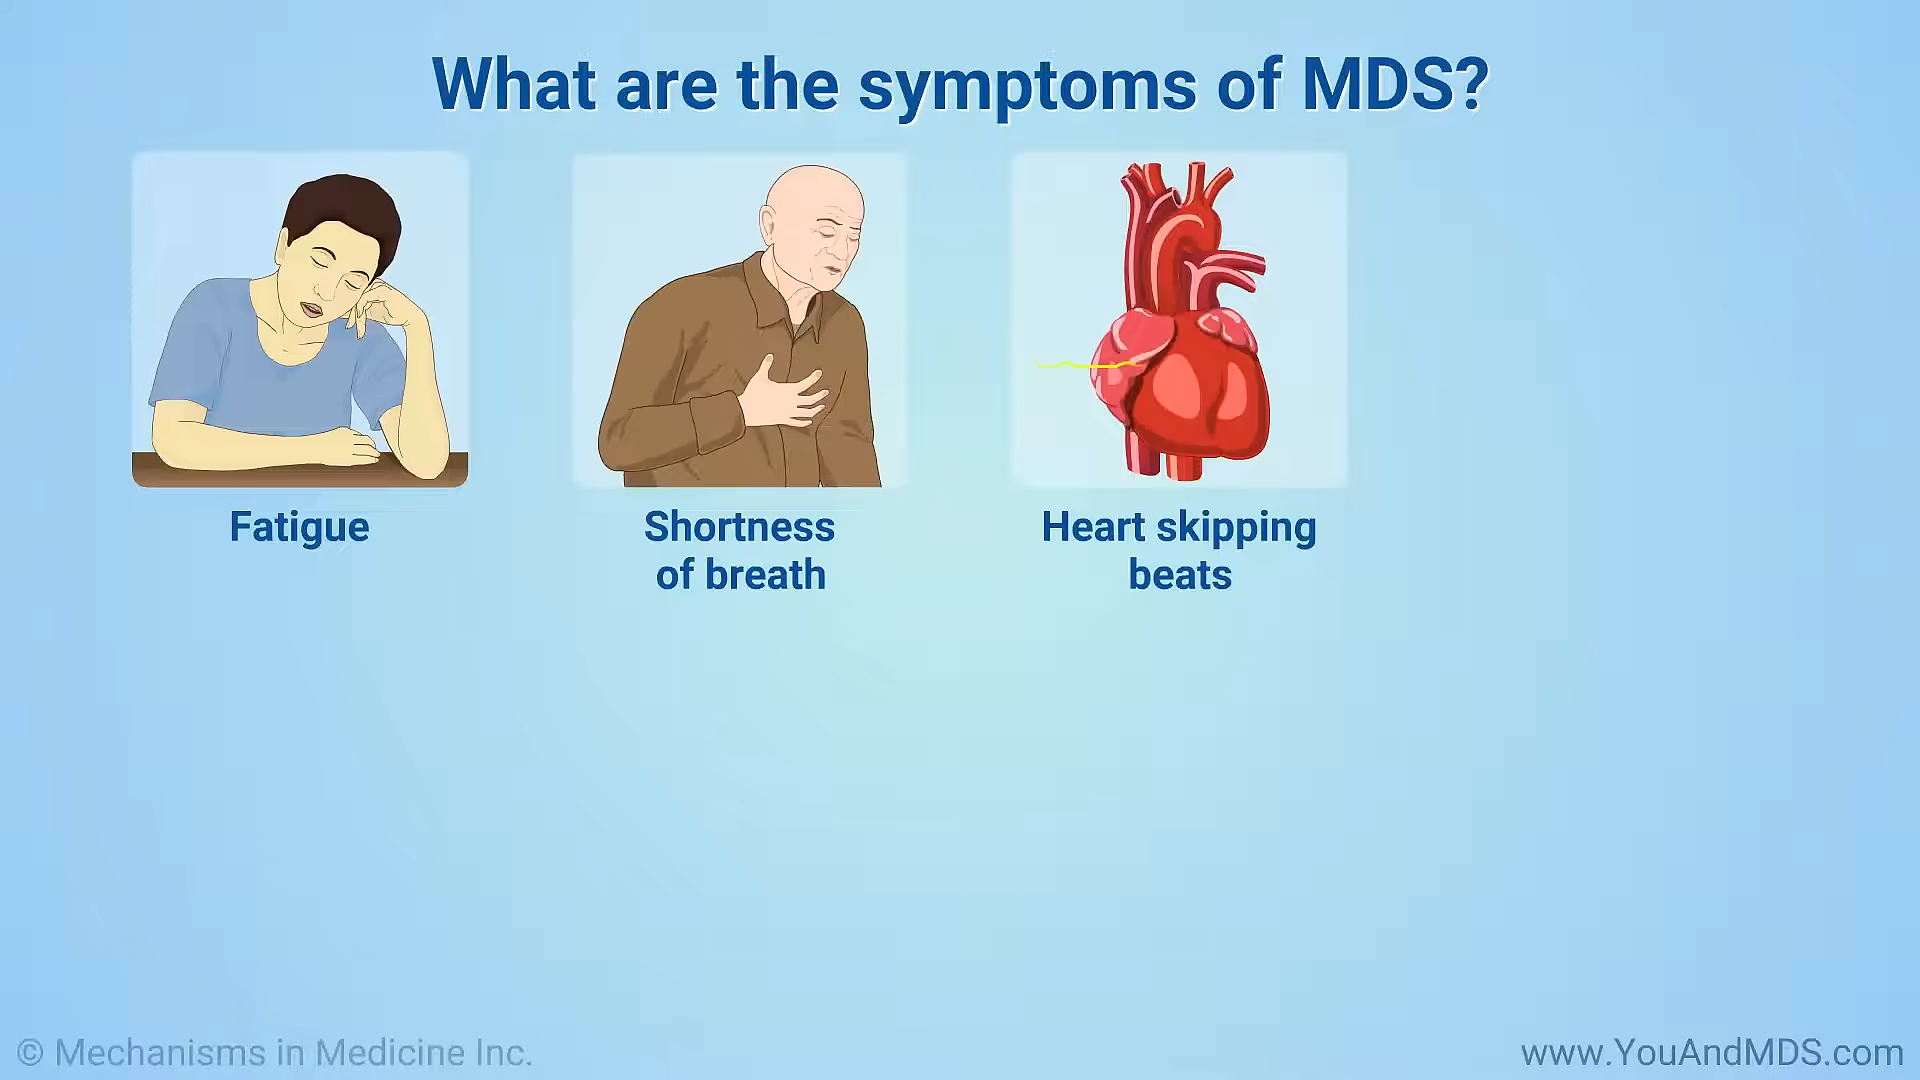 What are the symptoms of MDS?
Fatigue
Shortness
of breath
Heart skipping
beats
© Mechanisms in Medicine Inc.
www.YouAndMDS.com